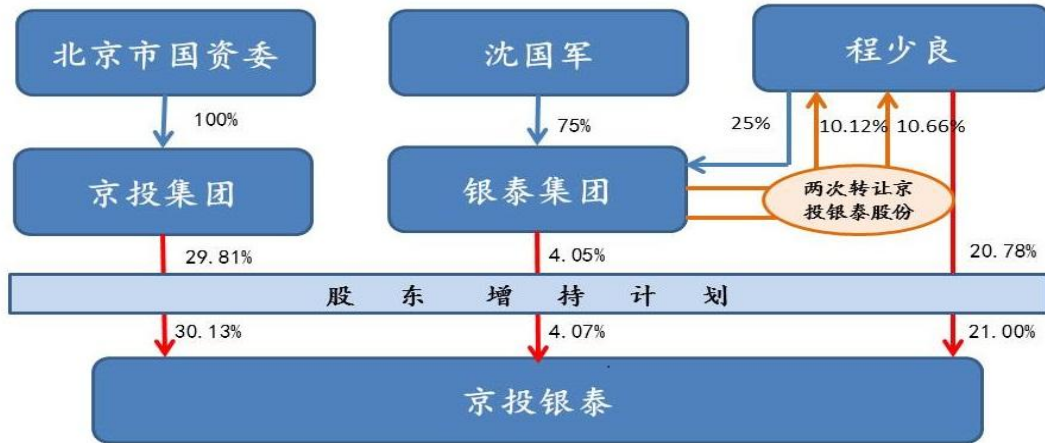 北京市国资委
沈国军
程少良
100%
75%
25%
10.12%
10.66%
京投集团
银泰集团
两次转让京
投银泰股份
29.81%
4.05%
20.78%
股东增持计划
30.13%
4.07%
21.00%
京投银泰